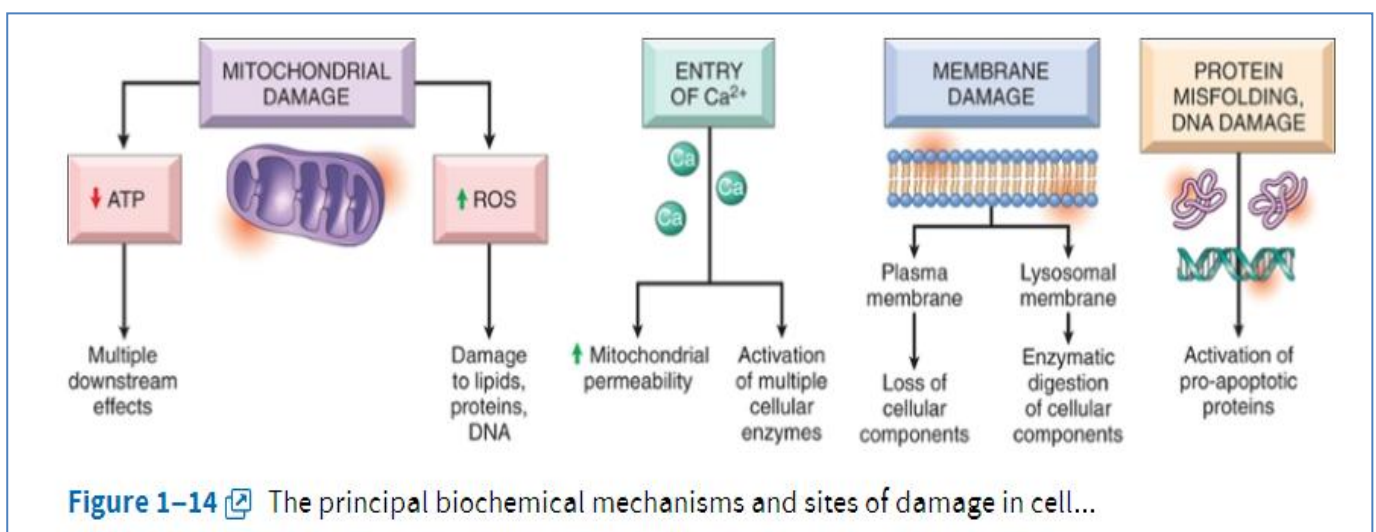 MITOCHONDRIAL
DAMAGE
ATP
ROS
Multiple
downstream
effects
Damage
to lipids,
proteins,
DNA
ENTRY
OF Ca²⁺
Ca
Ca
Ca
Mitochondrial
permeability
Activation
of multiple
cellular
enzymes
MEMBRANE
DAMAGE
Plasma
membrane
Loss of
cellular
components
Lysosomal
membrane
Enzymatic
digestion
of cellular
components
PROTEIN
MISFOLDING,
DNA DAMAGE
Activation of
pro-apoptotic
proteins
Figure 1–14 The principal biochemical mechanisms and sites of damage in cell...